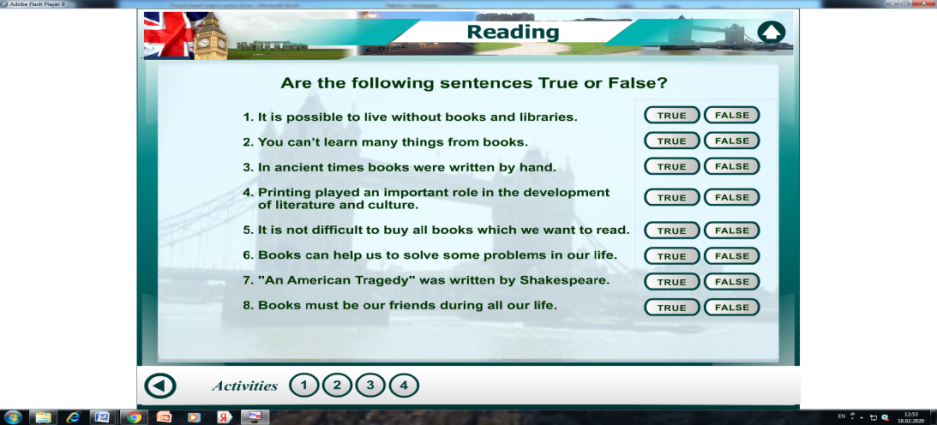 Adobe Flash Player 9
Reading
Are the following sentences True or False?
1. It is possible to live without books and libraries. TRUE FALSE
2. You can't learn many things from books. TRUE FALSE
3. In ancient times books were written by hand. TRUE FALSE
4. Printing played an important role in the development
of literature and culture. TRUE FALSE
5. It is not difficult to buy all books which we want to read. TRUE FALSE
6. Books can help us to solve some problems in our life. TRUE FALSE
7. "An American Tragedy" was written by Shakespeare. TRUE FALSE
8. Books must be our friends during all our life. TRUE FALSE
Activities 1 2 3 4
EN 12:53
18.02.2020